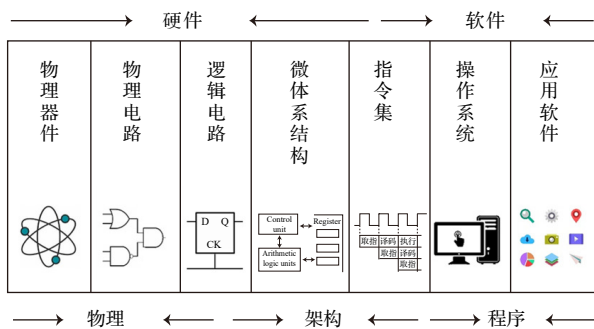 硬件 软件
物理器件
物理电路
逻辑电路
微体系结构
指令集
操作系统
应用软件
D Q
CK
Control
unit
Register
Arithmetic
logic units
取指 译码 执行
取指 译码
取指
物理 架构 程序